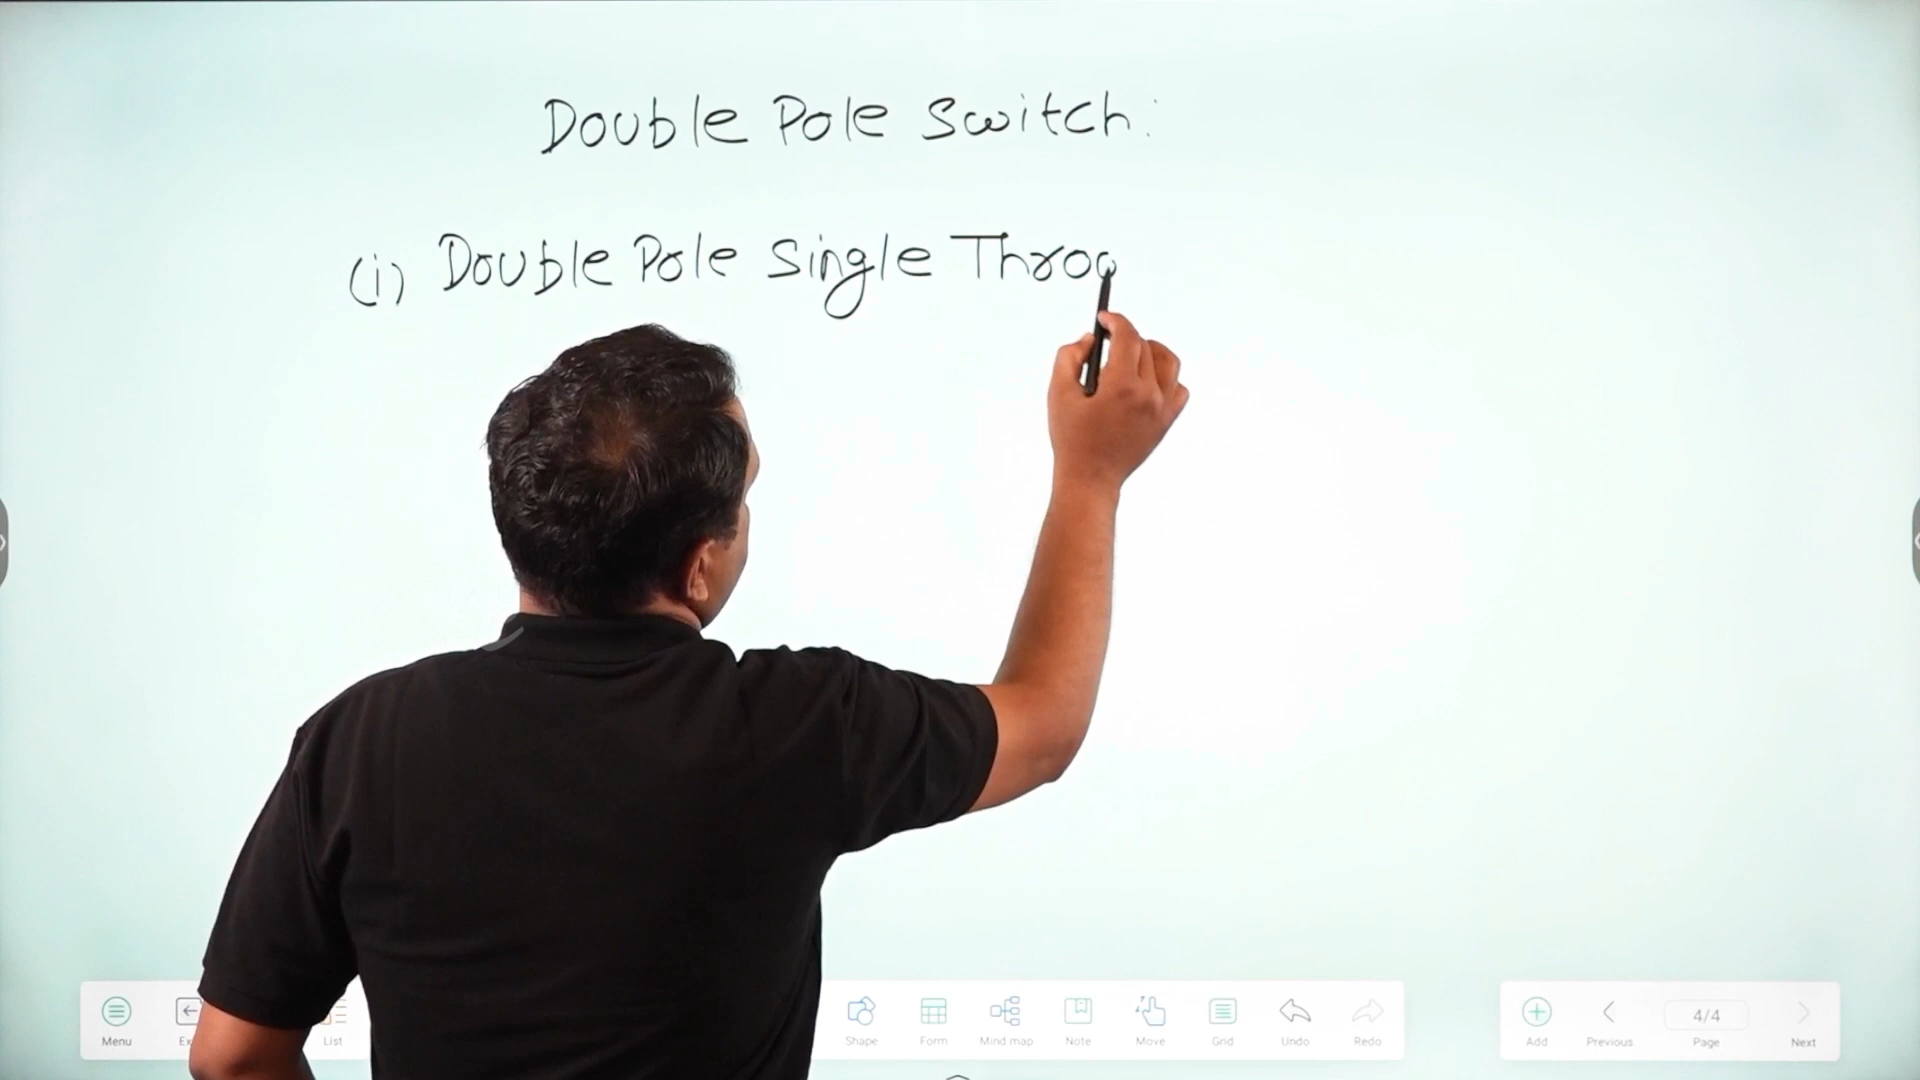 Double Pole Switch:
(i) Double Pole Single Thro
Menu
List
Shape
Form
Mind map
Note
Move
Grid
Undo
Redo
Add
Previous
4/4
Page
Next